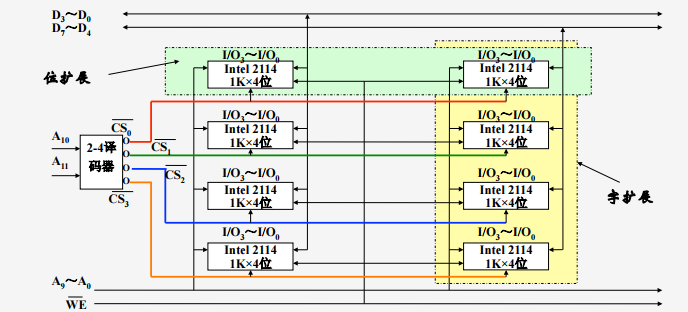 D3～D0
D7～D4
位扩展
I/O3～I/O0
Intel 2114
1K×4位
I/O3～I/O0
Intel 2114
1K×4位
CS0
A10
A11
2-4译
码器
CS1
I/O3～I/O0
Intel 2114
1K×4位
I/O3～I/O0
Intel 2114
1K×4位
CS2
CS3
I/O3～I/O0
Intel 2114
1K×4位
I/O3～I/O0
Intel 2114
1K×4位
字扩展
I/O3～I/O0
Intel 2114
1K×4位
I/O3～I/O0
Intel 2114
1K×4位
A9～A0
WE